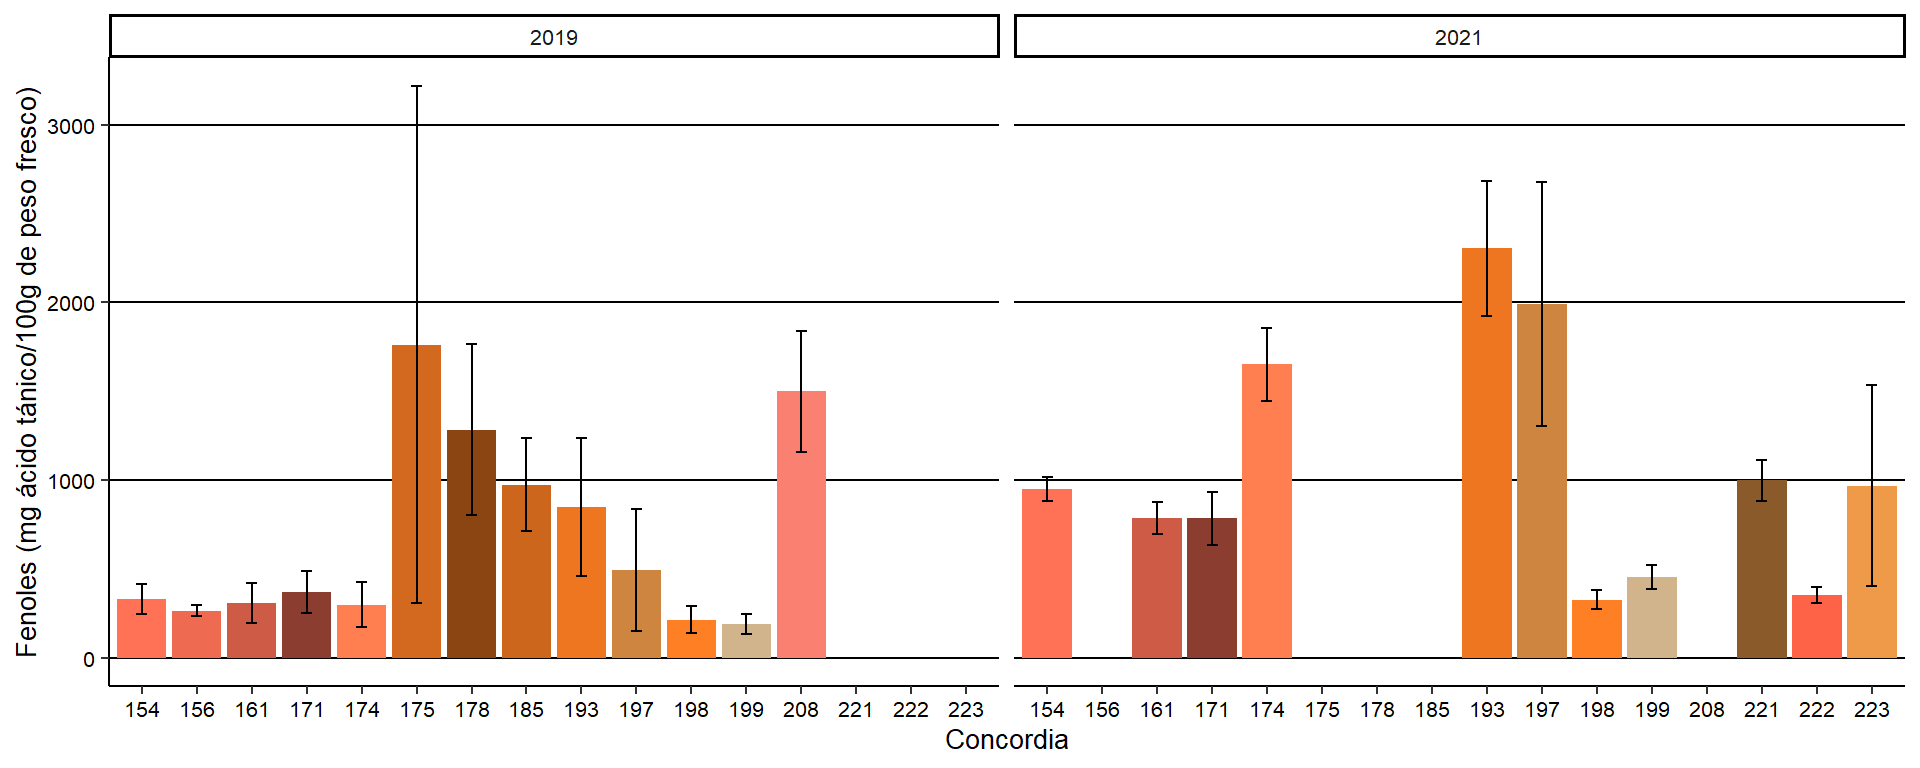 2019 2021
Fenoles (mg ácido tánico/100g de peso fresco)
3000
2000
1000
0
154 156 161 171 174 175 178 185 193 197 198 199 208 221 222 223 154 156 161 171 174 175 178 185 193 197 198 199 208 221 222 223
Concordia